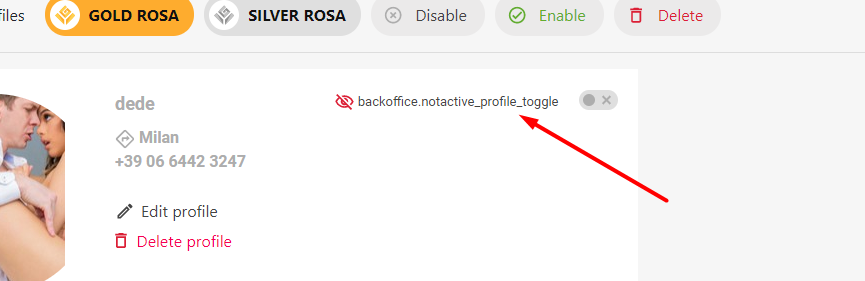 files GOLD ROSA SILVER ROSA Disable Enable Delete
dede backoffice.notactive_profile_toggle
Milan
+39 06 6442 3247
Edit profile
Delete profile